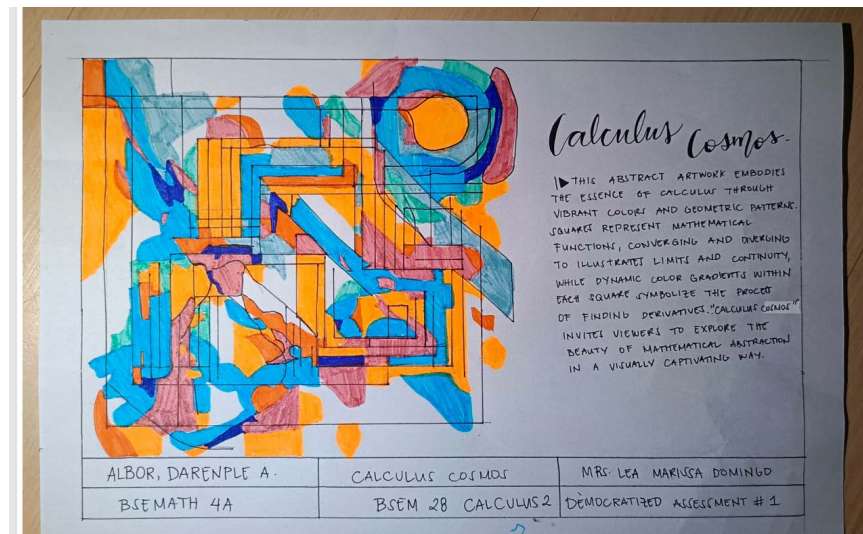 Calculus Cosmos.
THIS ABSTRACT ARTWORK EMBODIES
THE ESSENCE OF CALCULUS THROUGH
VIBRANT COLORS AND GEOMETRIC PATTERNS.
SQUARES REPRESENT MATHEMATICAL
FUNCTIONS, CONVERGING AND DIVERGING
TO ILLUSTRATES LIMITS AND CONTINUITY,
WHILE DYNAMIC COLOR GRADIENTS WITHIN
EACH SQUARE SYMBOLIZE THE PROCESS
OF FINDING DERIVATIVES. "CALCULUS COSMOS"
INVITES VIEWERS TO EXPLORE THE
BEAUTY OF MATHEMATICAL ABSTRACTION
IN A VISUALLY CAPTIVATING WAY.
ALBOR, DARENPLE A. CALCULUS COSMOS MRS. LEA MARISSA DOMINGO
BSEMATH 4A BSEM 28 CALCULUS 2 DEMOCRATIZED ASSESSMENT # 1